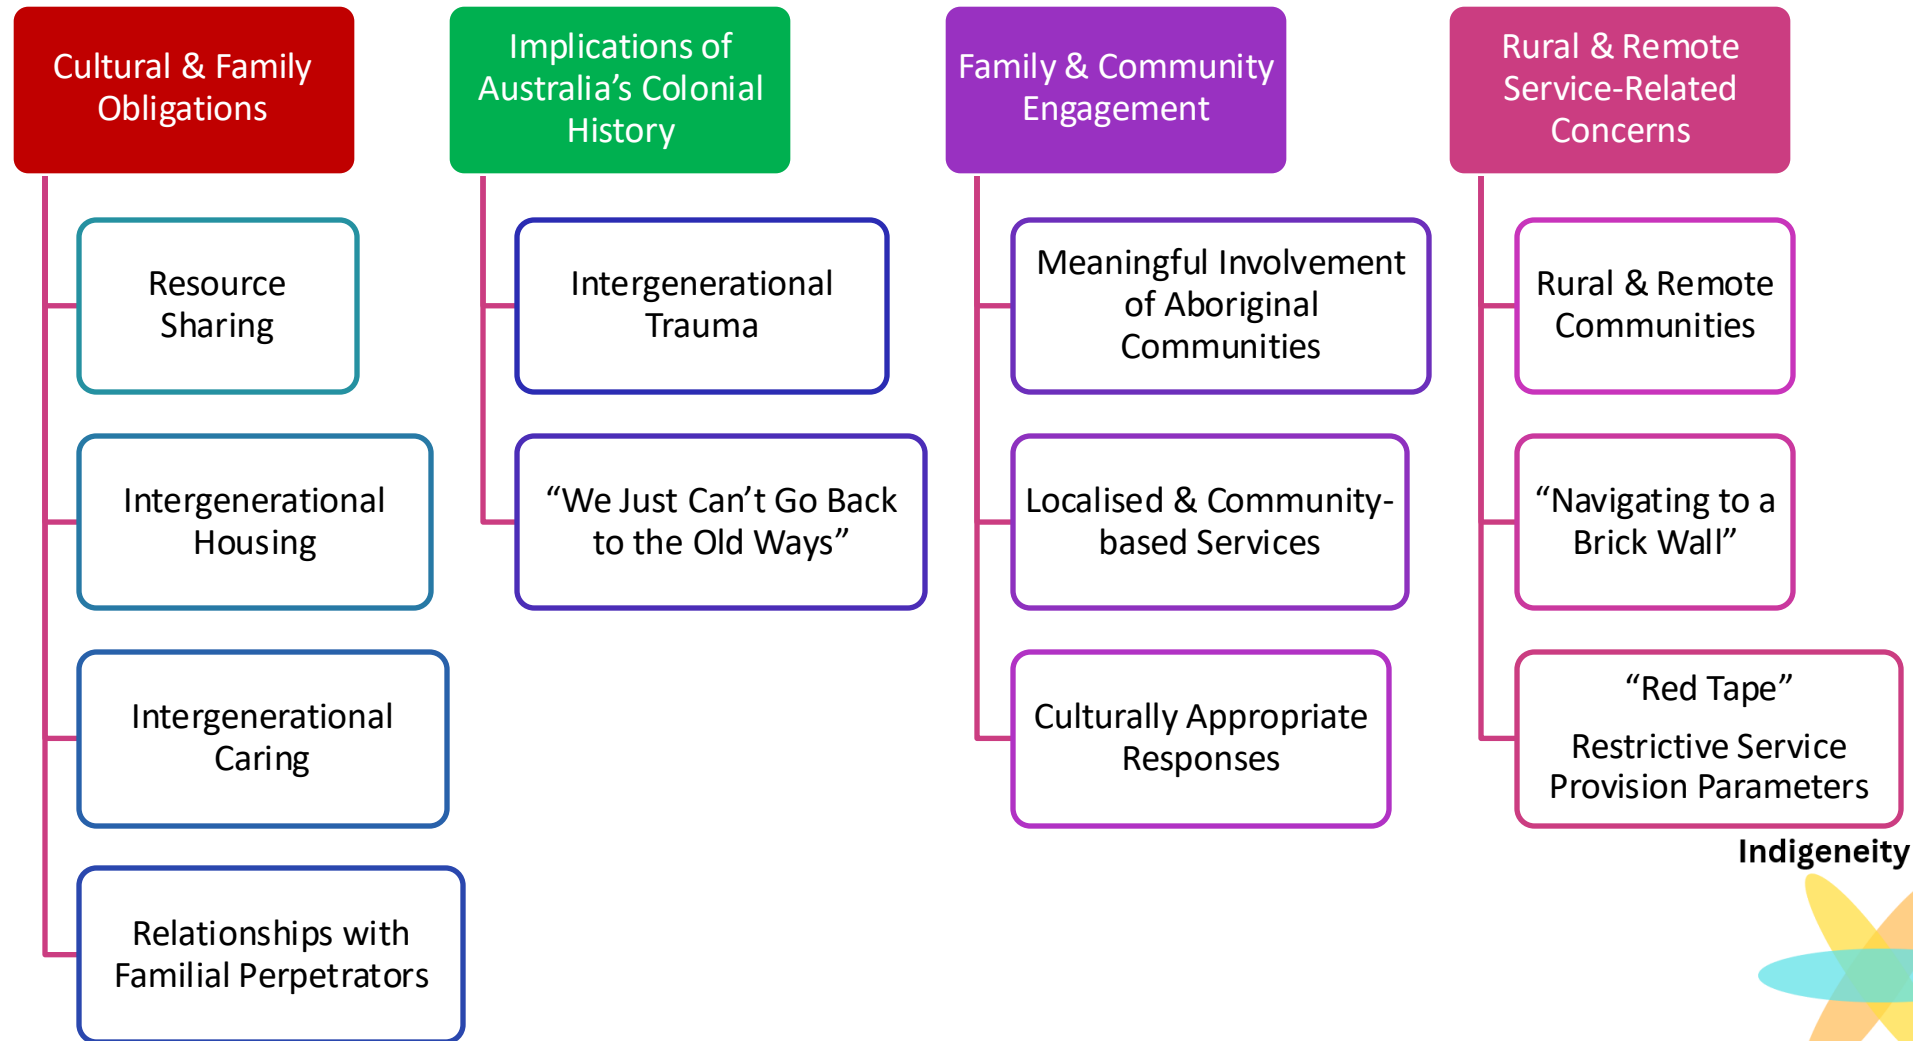 Cultural & Family
Obligations
Resource
Sharing
Intergenerational
Housing
Intergenerational
Caring
Relationships with
Familial Perpetrators
Implications of
Australia’s Colonial
History
Intergenerational
Trauma
“We Just Can’t Go Back
to the Old Ways”
Family & Community
Engagement
Meaningful Involvement
of Aboriginal
Communities
Localised & Community-
based Services
Culturally Appropriate
Responses
Rural & Remote
Service-Related
Concerns
Rural & Remote
Communities
“Navigating to a
Brick Wall”
“Red Tape”
Restrictive Service
Provision Parameters
Indigeneity